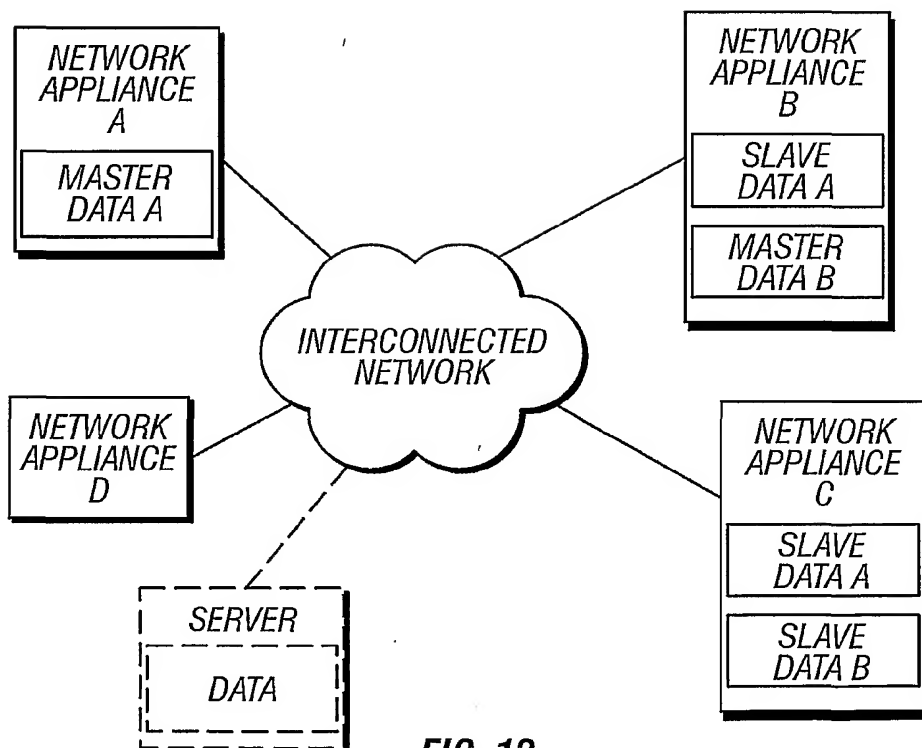 NETWORK
APPLIANCE
A
MASTER
DATA A
NETWORK
APPLIANCE
B
SLAVE
DATA A
MASTER
DATA B
INTERCONNECTED
NETWORK
NETWORK
APPLIANCE
D
NETWORK
APPLIANCE
C
SLAVE
DATA A
SLAVE
DATA B
SERVER
DATA